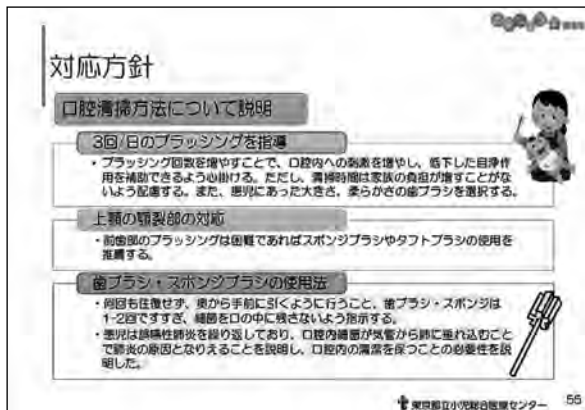 対応方針
口腔清掃方法について説明
3回/日のブラッシングを指導
・ブラッシング回数を増やすことで、口腔内への刺激を増やし、低下した自浄作
用を補助できるよう心掛ける。ただし、清掃時間は家族の負担が増すことがな
いよう配慮する。また、患児にあった大きさ、柔らかさの歯ブラシを選択する。
上顎の顎裂部の対応
・前歯部のブラッシングは困難であればスポンジブラシやタフトブラシの使用を
推薦する。
歯ブラシ・スポンジブラシの使用法
・何回も往復せず、奥から手前に引くように行うこと、歯ブラシ・スポンジは
1-2回ですすぎ、細菌を口の中に残さないよう指示する。
・患児は誤嚥性肺炎を繰り返しており、口腔内細菌が気管から肺に垂れ込むこと
で肺炎の原因となりえることを説明し、口腔内の清潔を保つことの必要性を説
明した。
東京都立小児総合医療センター
55